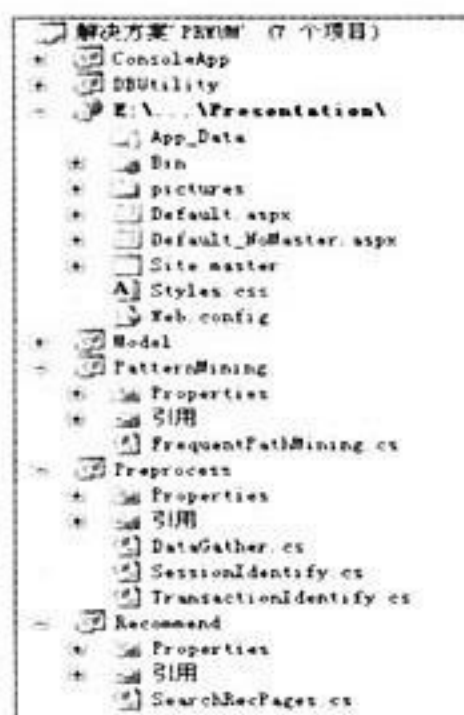 解决方案'PRWUM' (7 个项目)
ConsoleApp
DBUtility
E:\...\Presentation\
App_Data
Bin
pictures
Default.aspx
Default_NoMaster.aspx
Site.master
Styles.css
Web.config
Model
PatternMining
Properties
引用
FrequentPathMining.cs
Preprocess
Properties
引用
DataGather.cs
SessionIdentify.cs
TransactionIdentify.cs
Recommend
Properties
引用
SearchRecPages.cs